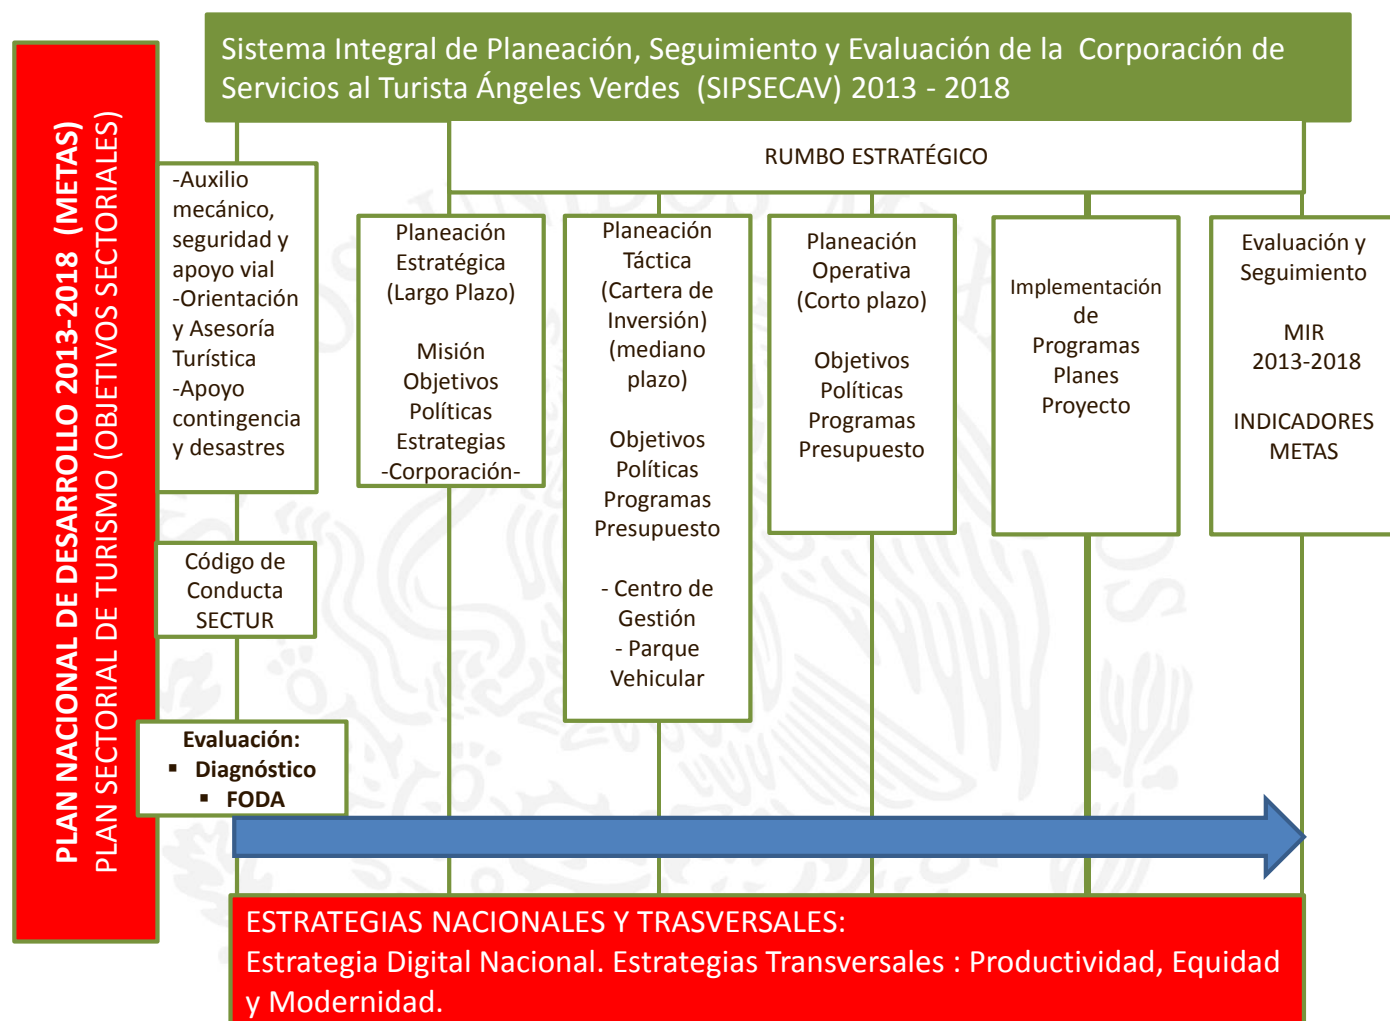 Sistema Integral de Planeación, Seguimiento y Evaluación de la  Corporación de
Servicios al Turista Ángeles Verdes  (SIPSECAV) 2013 - 2018
PLAN NACIONAL DE DESARROLLO 2013-2018  (METAS)
PLAN SECTORIAL DE TURISMO (OBJETIVOS SECTORIALES)
RUMBO ESTRATÉGICO
-Auxilio
mecánico,
seguridad y
apoyo vial
-Orientación
y Asesoría
Turística
-Apoyo
contingencia
y desastres
Código de
Conducta
SECTUR
Evaluación:
▪ Diagnóstico
▪ FODA
Planeación
Estratégica
(Largo Plazo)
Misión
Objetivos
Políticas
Estrategias
-Corporación-
Planeación
Táctica
(Cartera de
Inversión)
(mediano
plazo)
Objetivos
Políticas
Programas
Presupuesto
- Centro de
Gestión
- Parque
Vehicular
Planeación
Operativa
(Corto plazo)
Objetivos
Políticas
Programas
Presupuesto
Implementación
de
Programas
Planes
Proyecto
Evaluación y
Seguimiento
MIR
2013-2018
INDICADORES
METAS
ESTRATEGIAS NACIONALES Y TRASVERSALES:
Estrategia Digital Nacional. Estrategias Transversales : Productividad, Equidad
y Modernidad.